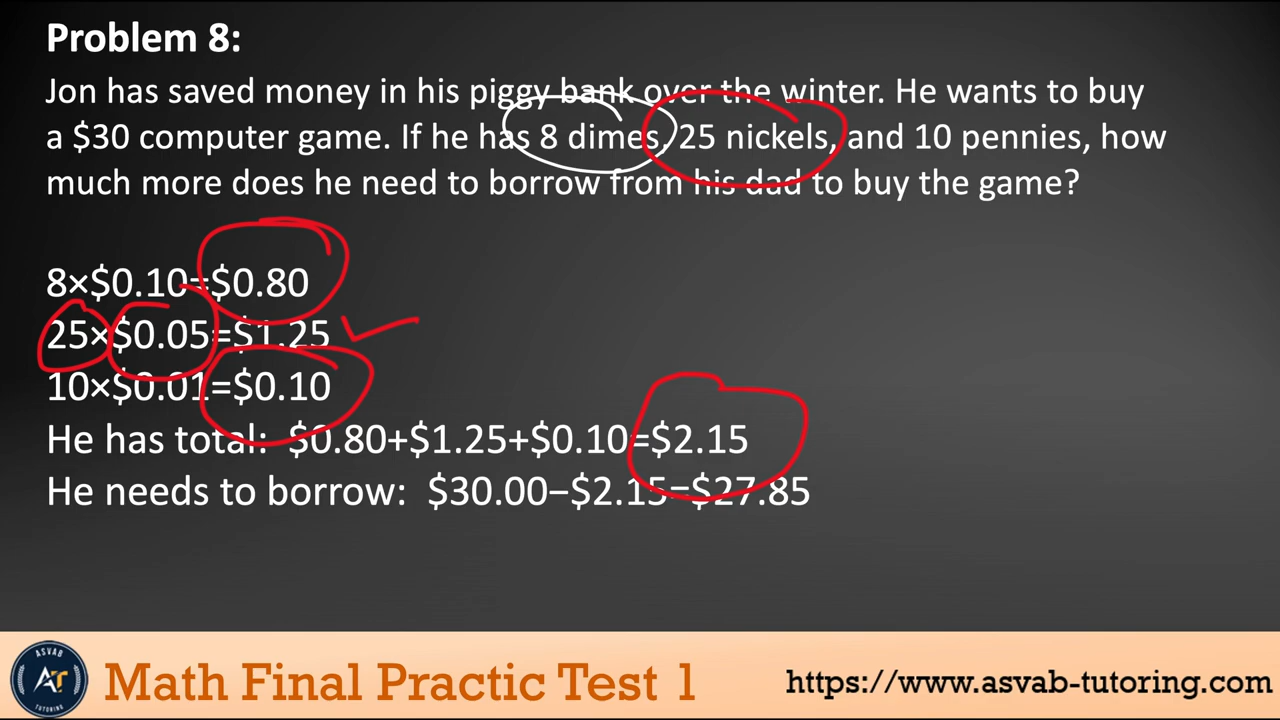 Problem 8:
Jon has saved money in his piggy bank over the winter. He wants to buy
a $30 computer game. If he has 8 dimes, 25 nickels, and 10 pennies, how
much more does he need to borrow from his dad to buy the game?
8×$0.10=$0.80
25×$0.05=$1.25
10×$0.01=$0.10
He has total: $0.80+$1.25+$0.10=$2.15
He needs to borrow: $30.00−$2.15=$27.85
ASVAB
AT
TUTORING
Math Final Practic Test 1
https://www.asvab-tutoring.com